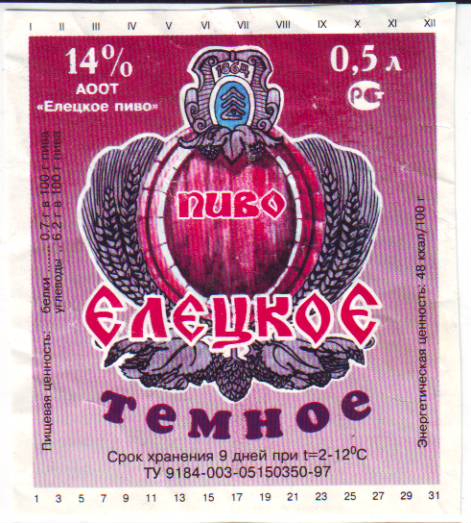 I II III IV V VI VII VIII IX X XI XII
14%
АООТ
«Елецкое пиво»
0,5 л
РСТ
1864
ПИВО
ЕЛЕЦКОЕ
темное
Пищевая ценность: белки ....... 0,7 г в 100 г пива
углеводы .. 6,2 г в 100 г пива
Энергетическая ценность: 48 ккал/100 г
Срок хранения 9 дней при t=2-12⁰С
ТУ 9184-003-05150350-97
1 3 5 7 9 11 13 15 17 19 21 23 25 27 29 31